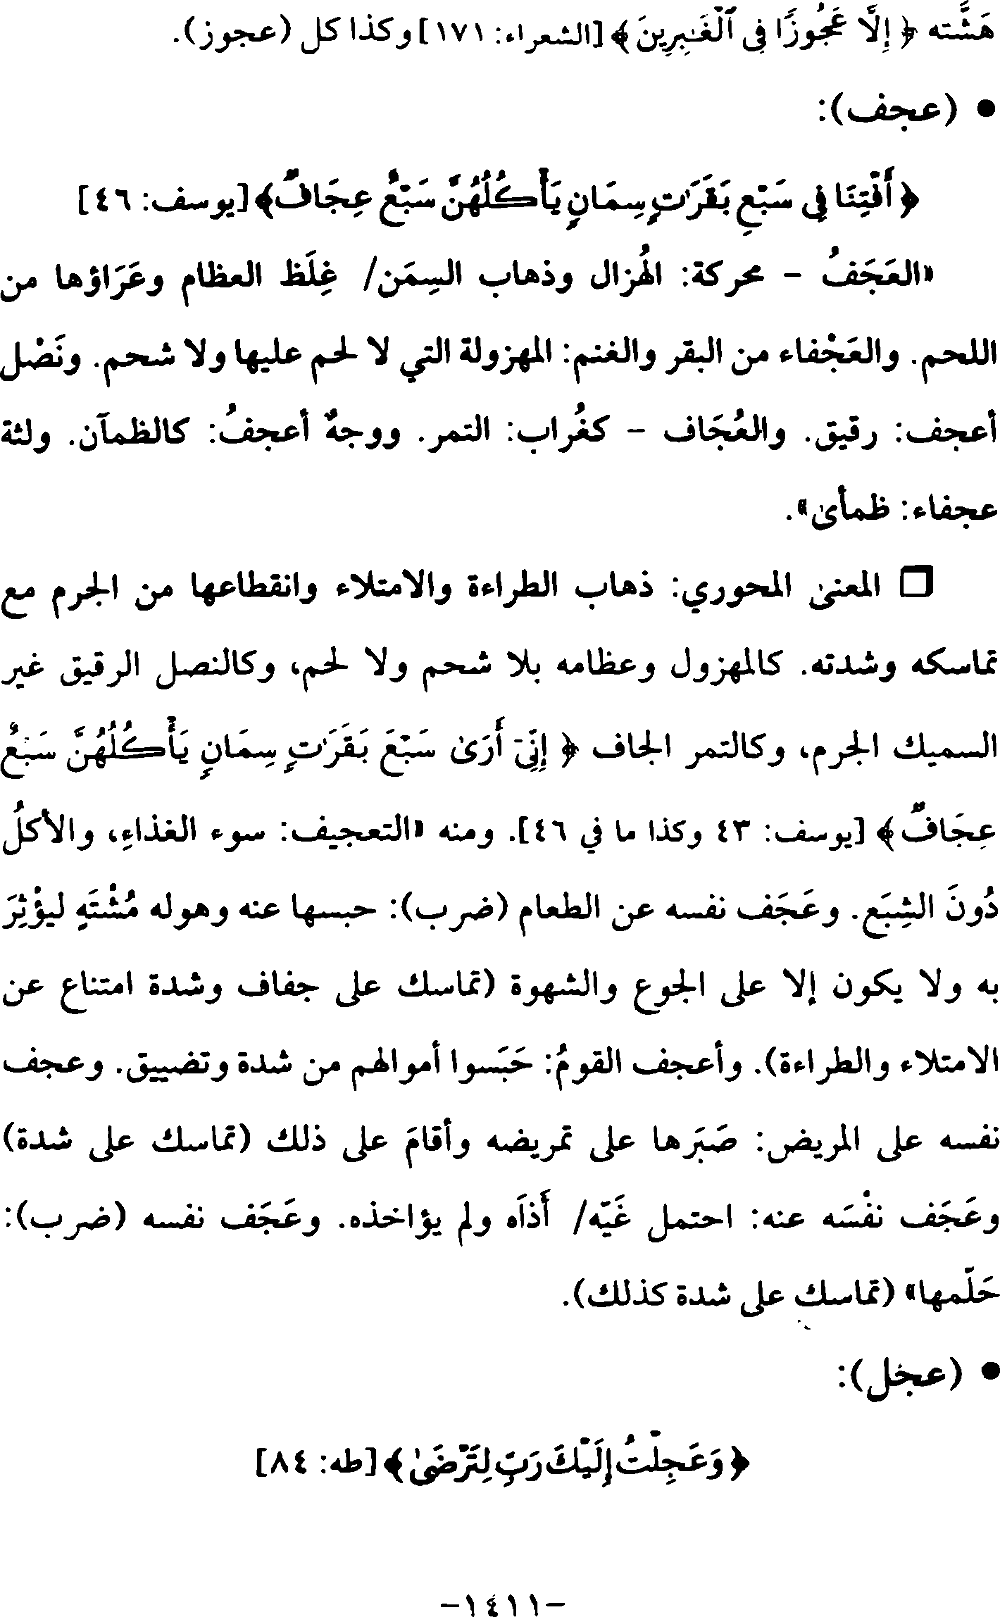 هَشَّته ﴿ إِلَّا عَجُوزًا فِي ٱلْغَـٰبِرِينَ ﴾ [الشعراء: ١٧١] وكذا كل (عجوز).
• (عجف):
﴿ أَفْتِنَا فِي سَبْعِ بَقَرَٰتٍ سِمَانٍ يَأْكُلُهُنَّ سَبْعٌ عِجَافٌ﴾ [يوسف: ٤٦]
«العَجَفُ - محركة: الهُزال وذهاب السِمَن/ غِلَظ العظام وعَرَاؤها من
اللحم. والعَجْفاء من البقر والغنم: المهزولة التي لا لحم عليها ولا شحم. ونَصْل
أعجف: رقيق. والعُجَاف - كغُراب: التمر. ووجهٌ أعجفُ: كالظمآن. ولثة
عجفاء: ظمأىٰ».
❒ المعنىٰ المحوري: ذهاب الطراءة والامتلاء وانقطاعها من الجرم مع
تماسكه وشدته. كالمهزول وعظامه بلا شحم ولا لحم، وكالنصل الرقيق غير
السميك الجرم، وكالتمر الجاف ﴿ إِنِّيٓ أَرَىٰ سَبْعَ بَقَرَٰتٍ سِمَانٍ يَأْكُلُهُنَّ سَبْعٌ
عِجَافٌ ﴾ [يوسف: ٤٣ وكذا ما في ٤٦]. ومنه «التعجيف: سوء الغذاءِ، والأكلُ
دُونَ الشِبَع. وعَجَف نفسه عن الطعام (ضرب): حبسها عنه وهوله مُشْتَهٍ ليؤْثِرَ
به ولا يكون إلا على الجوع والشهوة (تماسك على جفاف وشدة امتناع عن
الامتلاء والطراءة). وأعجف القومُ: حَبَسوا أموالهم من شدة وتضييق. وعجف
نفسه على المريض: صَبَرها على تمريضه وأقامَ على ذلك (تماسك على شدة)
وعَجَف نفْسَه عنه: احتمل غَيّه/ أَذاَه ولم يؤاخذه. وعَجَف نفسه (ضرب):
حَلّمها» (تماسك على شدة كذلك).
• (عجل):
﴿ وَعَجِلْتُ إِلَيْكَ رَبِّ لِتَرْضَىٰ ﴾ [طه: ٨٤]
-١٤١١-